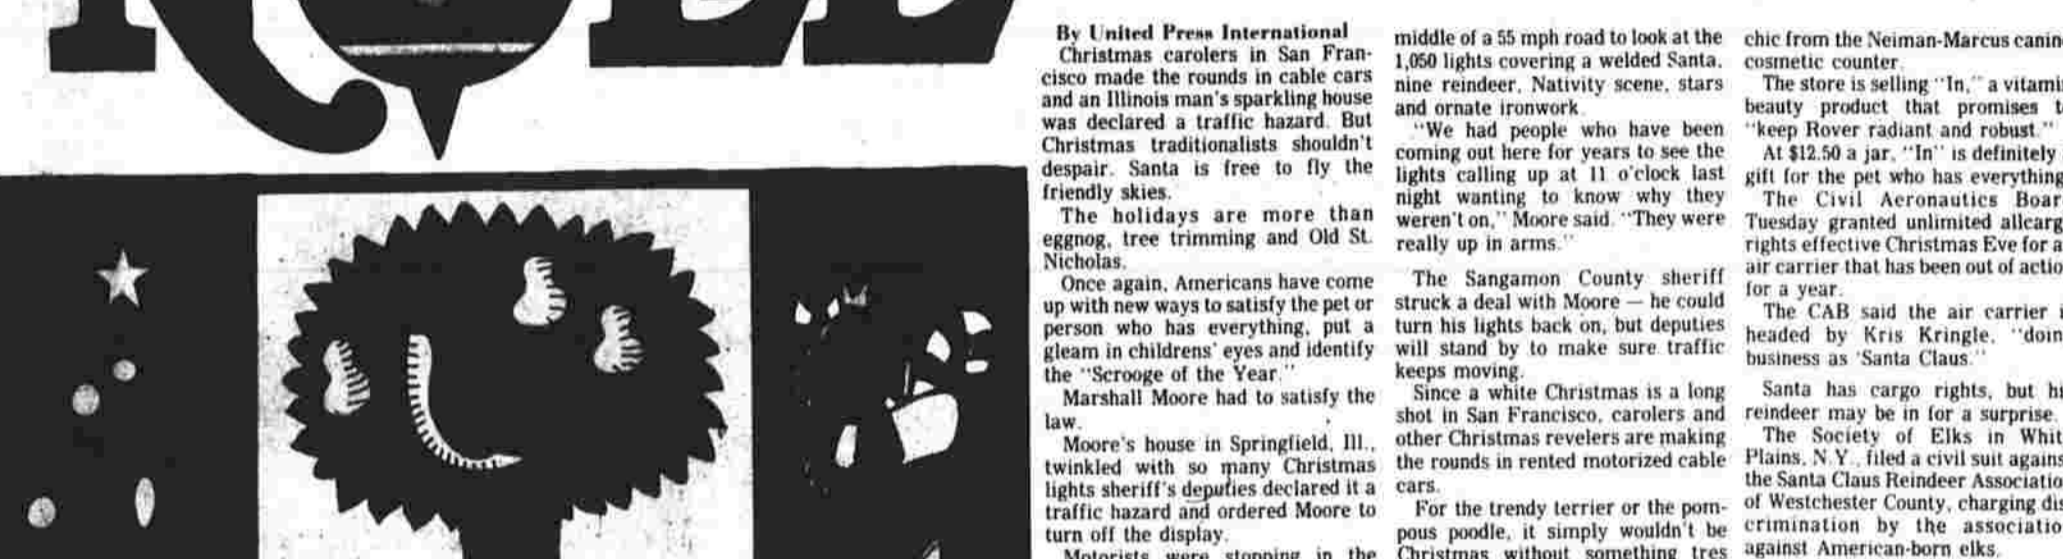 By United Press International
Christmas carolers in San Fran-
cisco made the rounds in cable cars
and an Illinois man's sparkling house
was declared a traffic hazard. But
Christmas traditionalists shouldn't
despair. Santa is free to fly the
friendly skies.
The holidays are more than
eggnog, tree trimming and Old St.
Nicholas.
Once again, Americans have come
up with new ways to satisfy the pet or
person who has everything, put a
gleam in childrens' eyes and identify
the "Scrooge of the Year."
Marshall Moore had to satisfy the
law.
Moore's house in Springfield, Ill.,
twinkled with so many Christmas
lights sheriff's deputies declared it a
traffic hazard and ordered Moore to
turn off the display.
Motorists were stopping in the
middle of a 55 mph road to look at the
1,050 lights covering a welded Santa,
nine reindeer, Nativity scene, stars
and ornate ironwork.
"We had people who have been
coming out here for years to see the
lights calling up at 11 o'clock last
night wanting to know why they
weren't on," Moore said. "They were
really up in arms."
The Sangamon County sheriff
struck a deal with Moore — he could
turn his lights back on, but deputies
will stand by to make sure traffic
keeps moving.
Since a white Christmas is a long
shot in San Francisco, carolers and
other Christmas revelers are making
the rounds in rented motorized cable
cars.
For the trendy terrier or the pom-
pous poodle, it simply wouldn't be
Christmas without something tres
chic from the Neiman-Marcus canin
cosmetic counter.
The store is selling "In," a vitami
beauty product that promises t
"keep Rover radiant and robust."
At $12.50 a jar, "In" is definitely
gift for the pet who has everything
The Civil Aeronautics Boar
Tuesday granted unlimited allcarg
rights effective Christmas Eve for a
air carrier that has been out of actio
for a year.
The CAB said the air carrier i
headed by Kris Kringle, "doin
business as 'Santa Claus.'"
Santa has cargo rights, but hi
reindeer may be in for a surprise.
The Society of Elks in Whit
Plains, N.Y., filed a civil suit agains
the Santa Claus Reindeer Associatio
of Westchester County, charging dis
crimination by the associatio
against American-born elks.